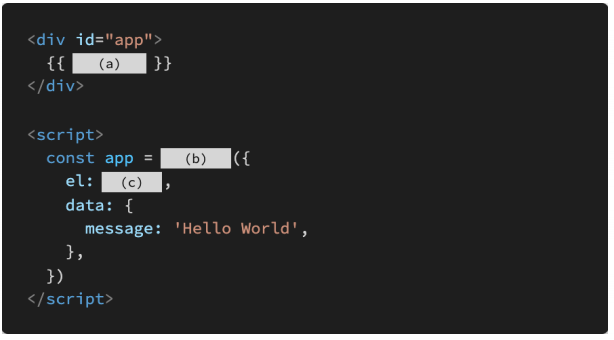 <div id="app">
{{ (a) }}
</div>
<script>
const app = (b) ({
el: (c) ,
data: {
message: 'Hello World',
},
})
</script>